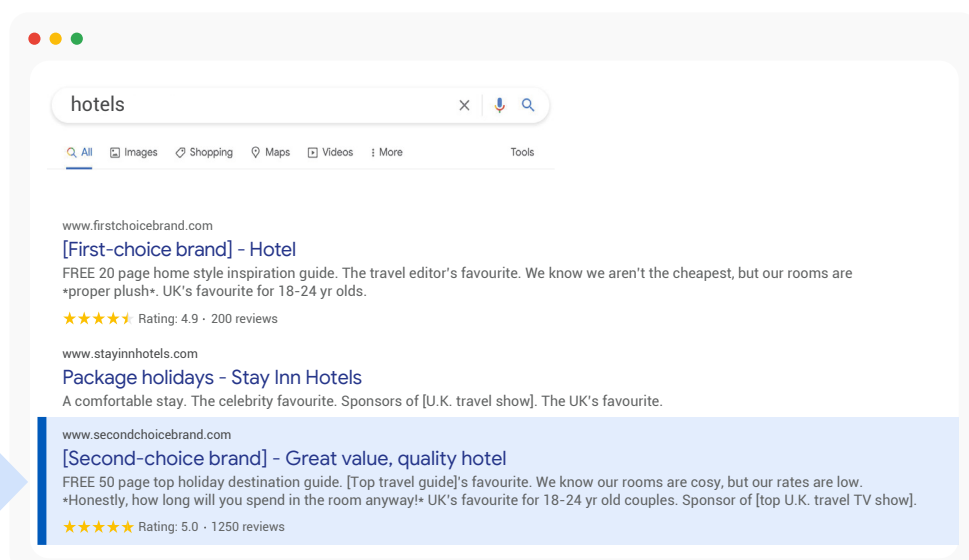 hotels
All Images Shopping Maps Videos More Tools
www.firstchoicebrand.com
[First-choice brand] - Hotel
FREE 20 page home style inspiration guide. The travel editor's favourite. We know we aren't the cheapest, but our rooms are
*proper plush*. UK's favourite for 18-24 yr olds.
Rating: 4.9 · 200 reviews
www.stayinnhotels.com
Package holidays - Stay Inn Hotels
A comfortable stay. The celebrity favourite. Sponsors of [U.K. travel show]. The UK's favourite.
www.secondchoicebrand.com
[Second-choice brand] - Great value, quality hotel
FREE 50 page top holiday destination guide. [Top travel guide]'s favourite. We know our rooms are cosy, but our rates are low.
*Honestly, how long will you spend in the room anyway!* UK's favourite for 18-24 yr old couples. Sponsor of [top U.K. travel TV show].
Rating: 5.0 · 1250 reviews